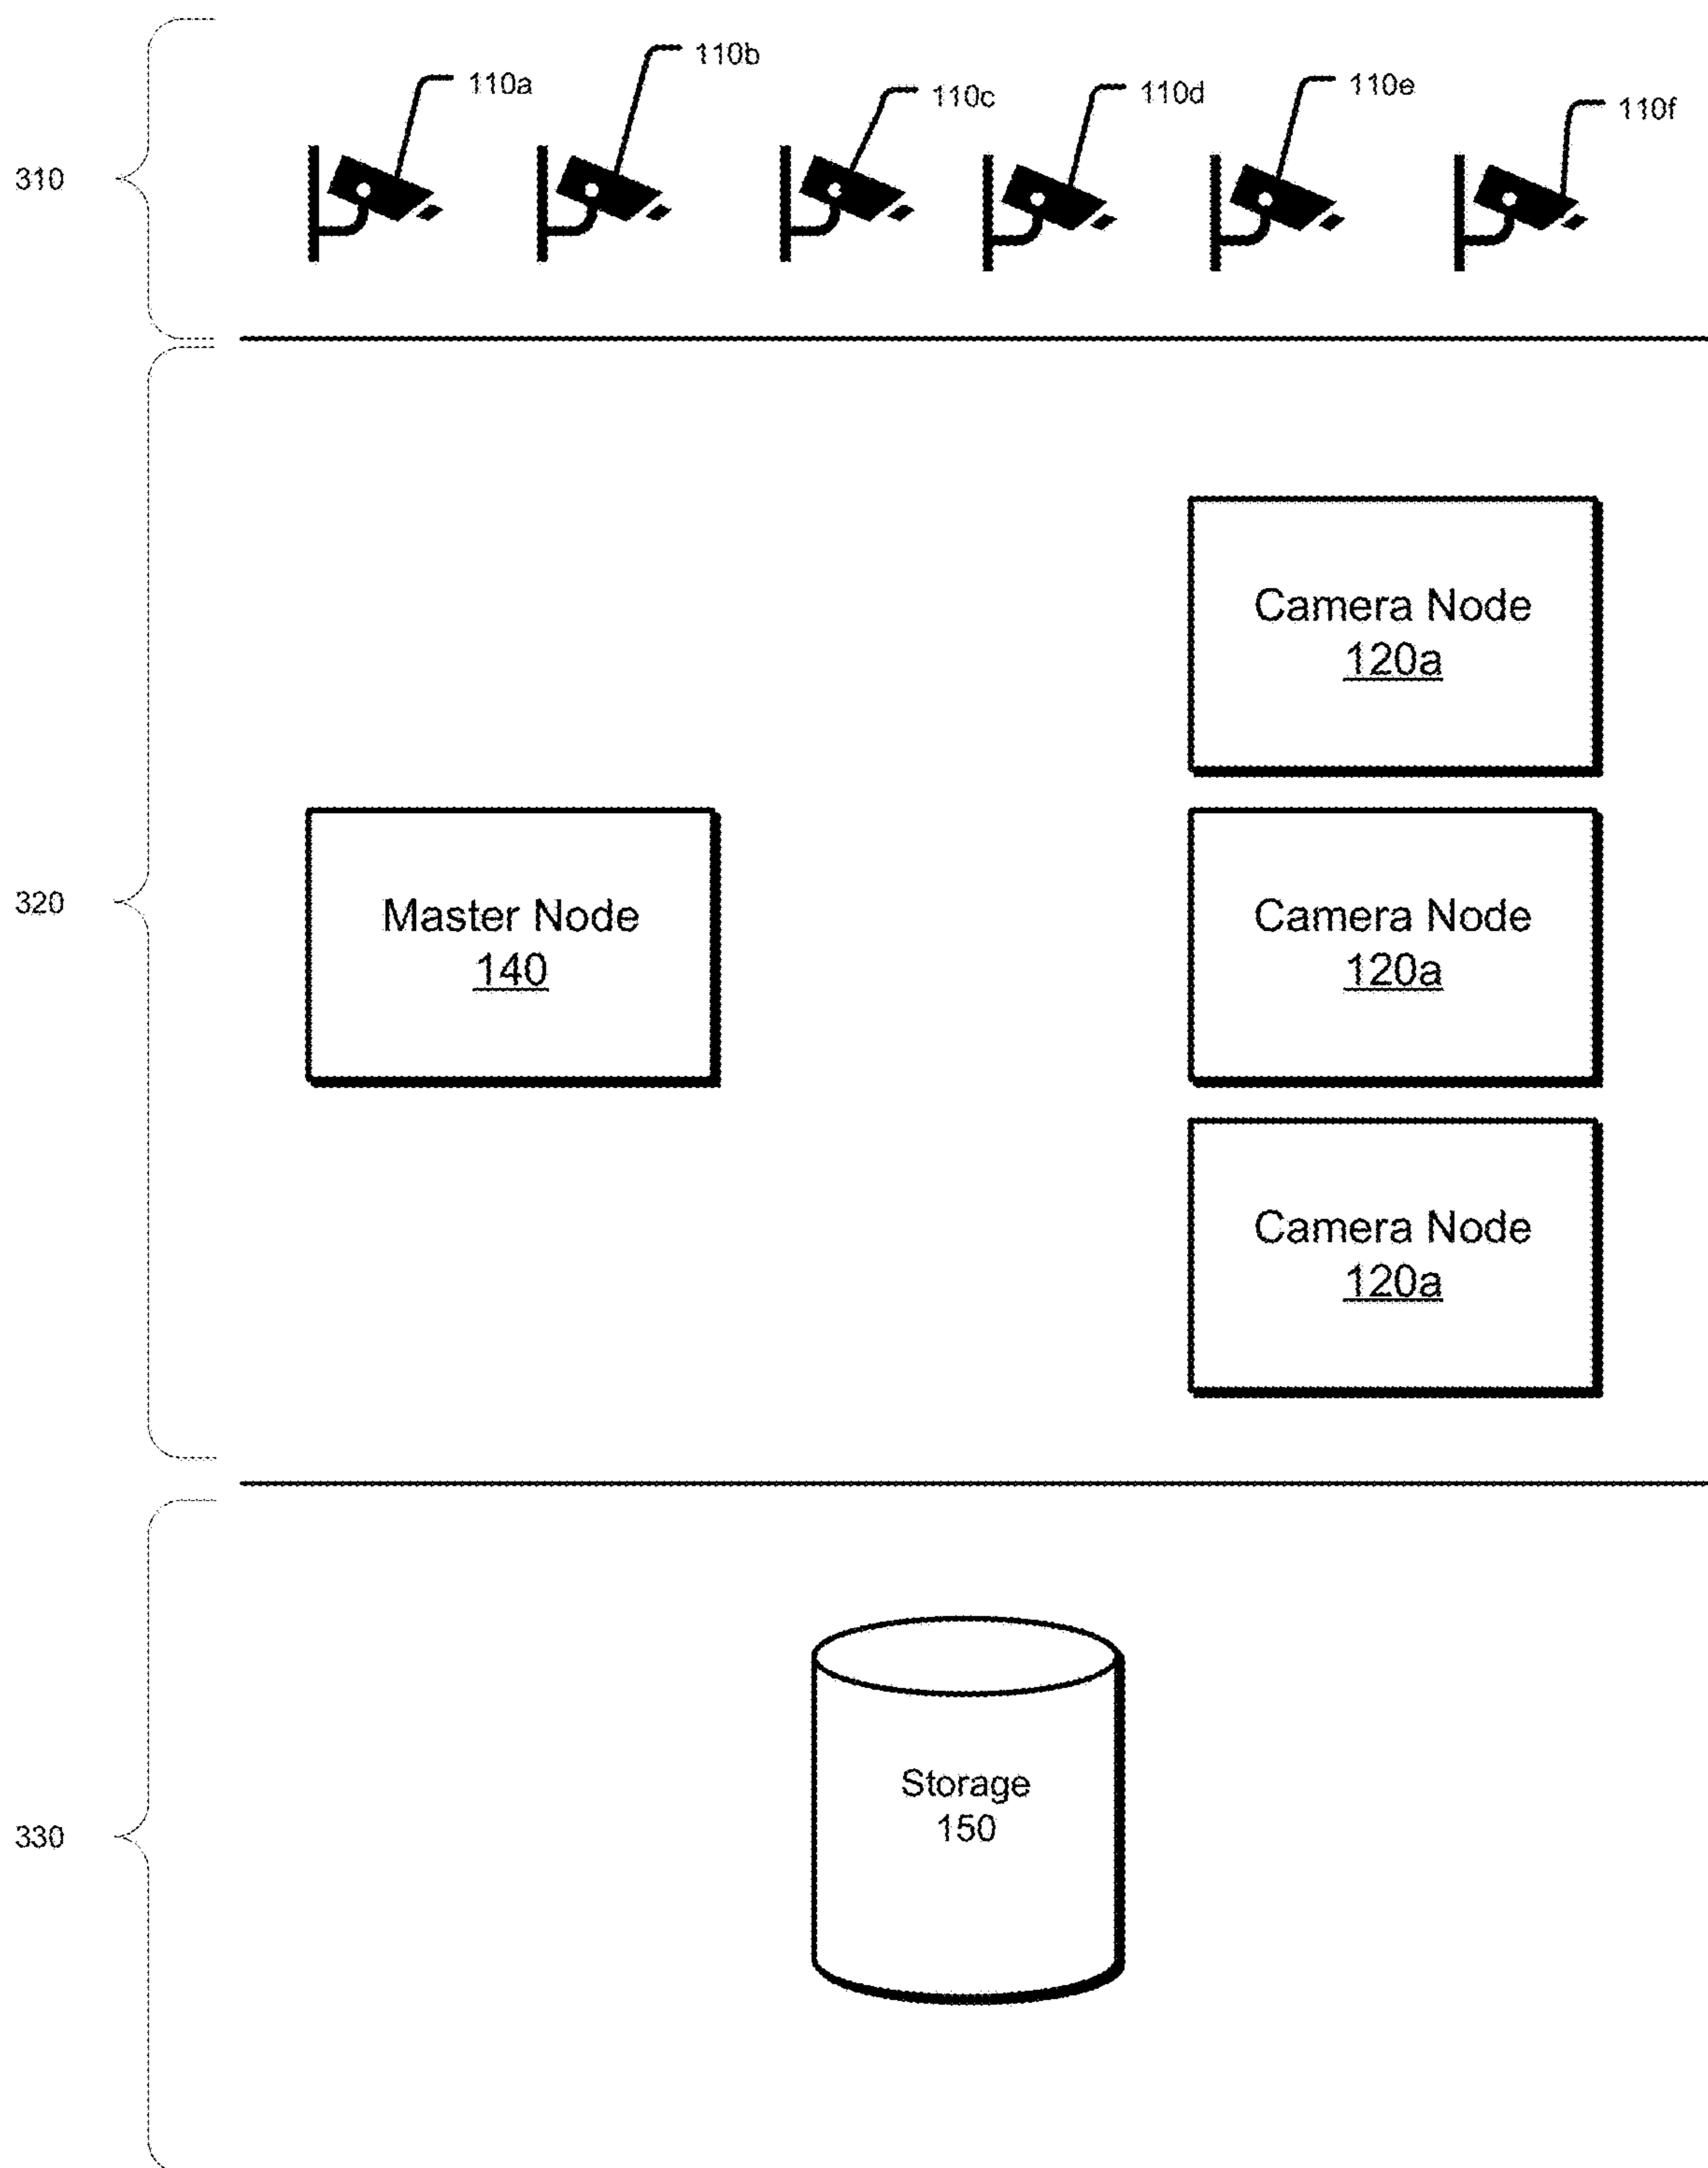 110a
110b
110c
110d
110e
110f
310
Camera Node
120a
320
Master Node
140
Camera Node
120a
Camera Node
120a
330
Storage
150